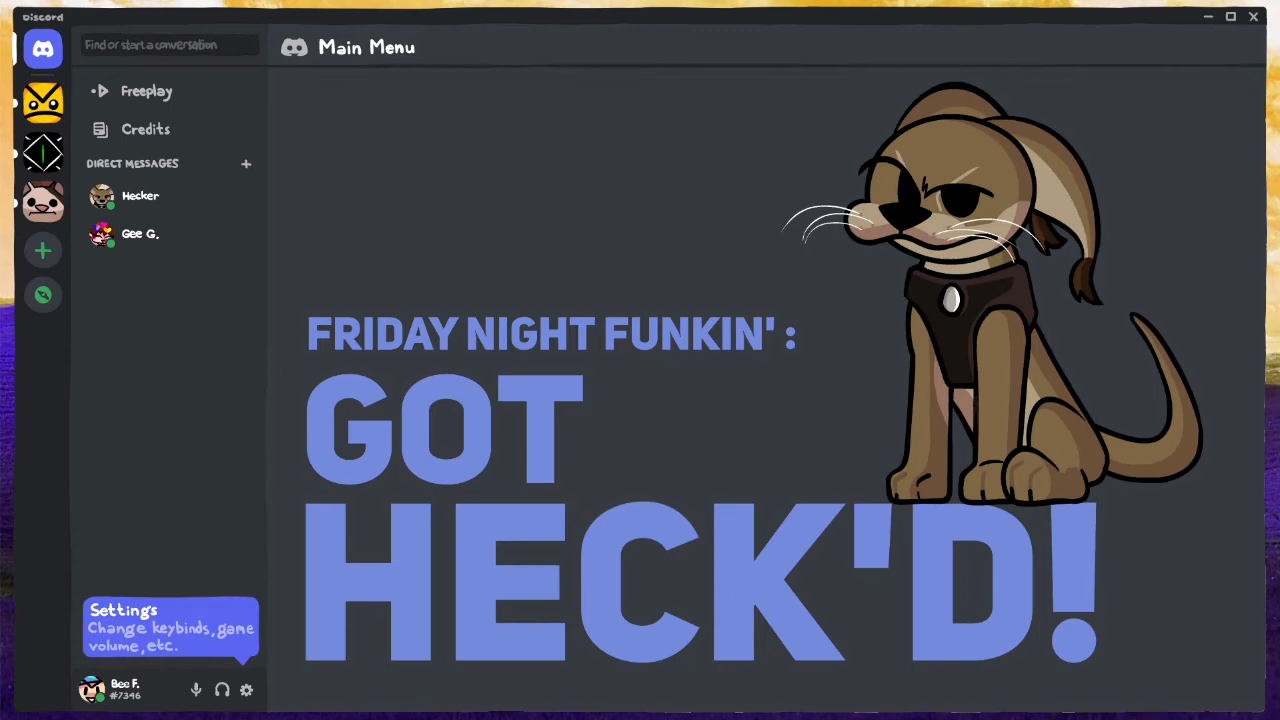 Discord
Find or start a conversation
Main Menu
Freeplay
Credits
DIRECT MESSAGES
Hecker
Gee G.
FRIDAY NIGHT FUNKIN' :
GOT
HECK'D!
Settings
Change keybinds, game
volume, etc.
Bee F.
#7346